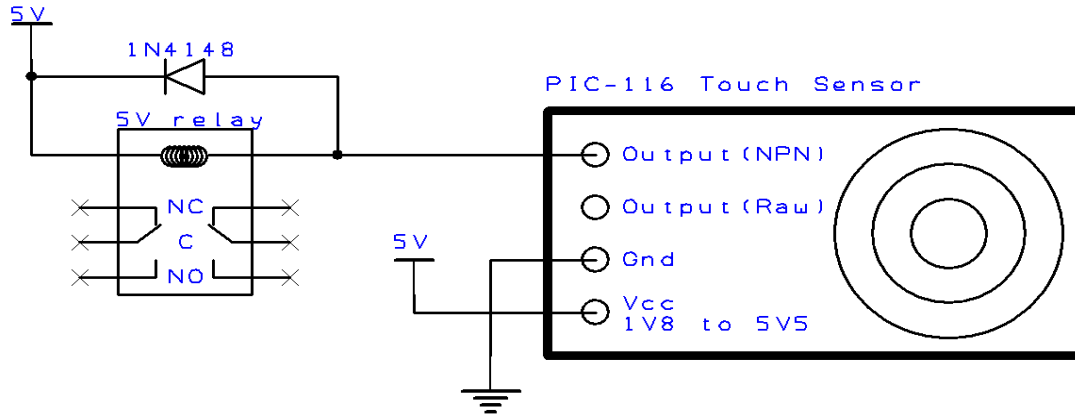 5V
1N4148
PIC-116 Touch Sensor
5V relay
Output(NPN)
NC
Output(Raw)
C
5V
Gnd
NO
Vcc
1V8 to 5V5